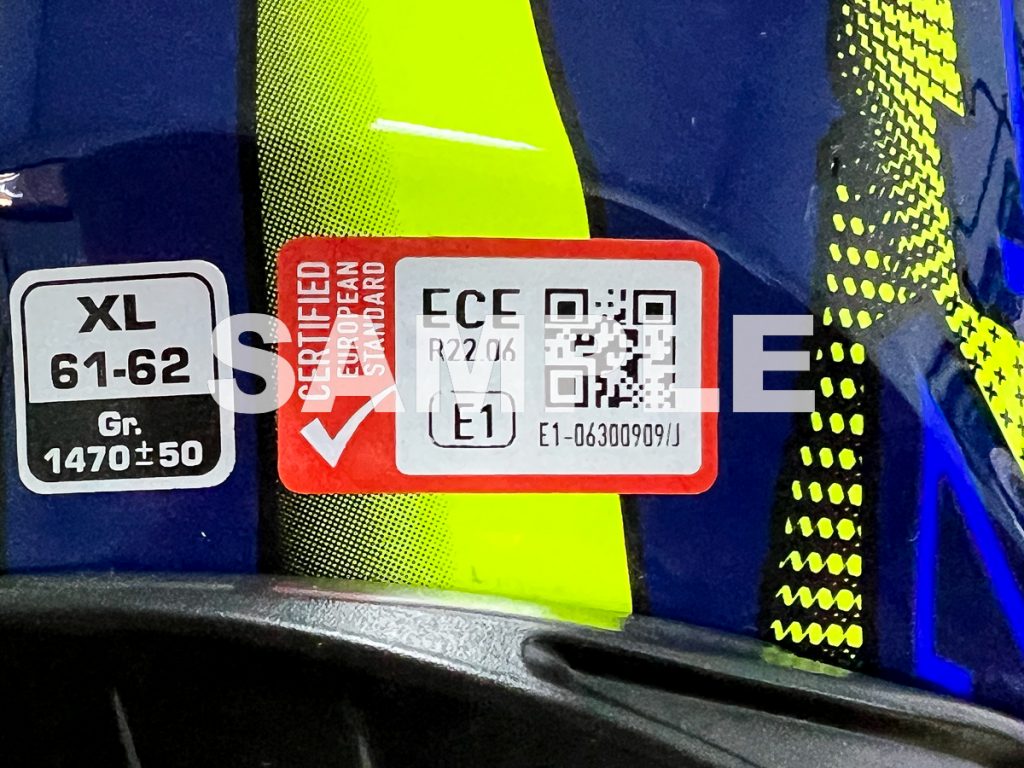 XL
61-62
Gr.
1470±50
CERTIFIED
EUROPEAN
STANDARD
ECE
R22.06
E1
E1-06300909/J
SAMPLE